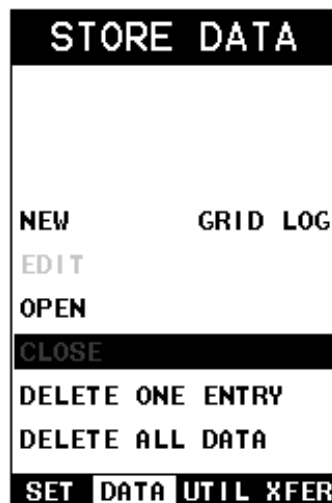 STORE DATA
NEW GRID LOG
EDIT
OPEN
CLOSE
DELETE ONE ENTRY
DELETE ALL DATA
SET DATA UTIL XFER